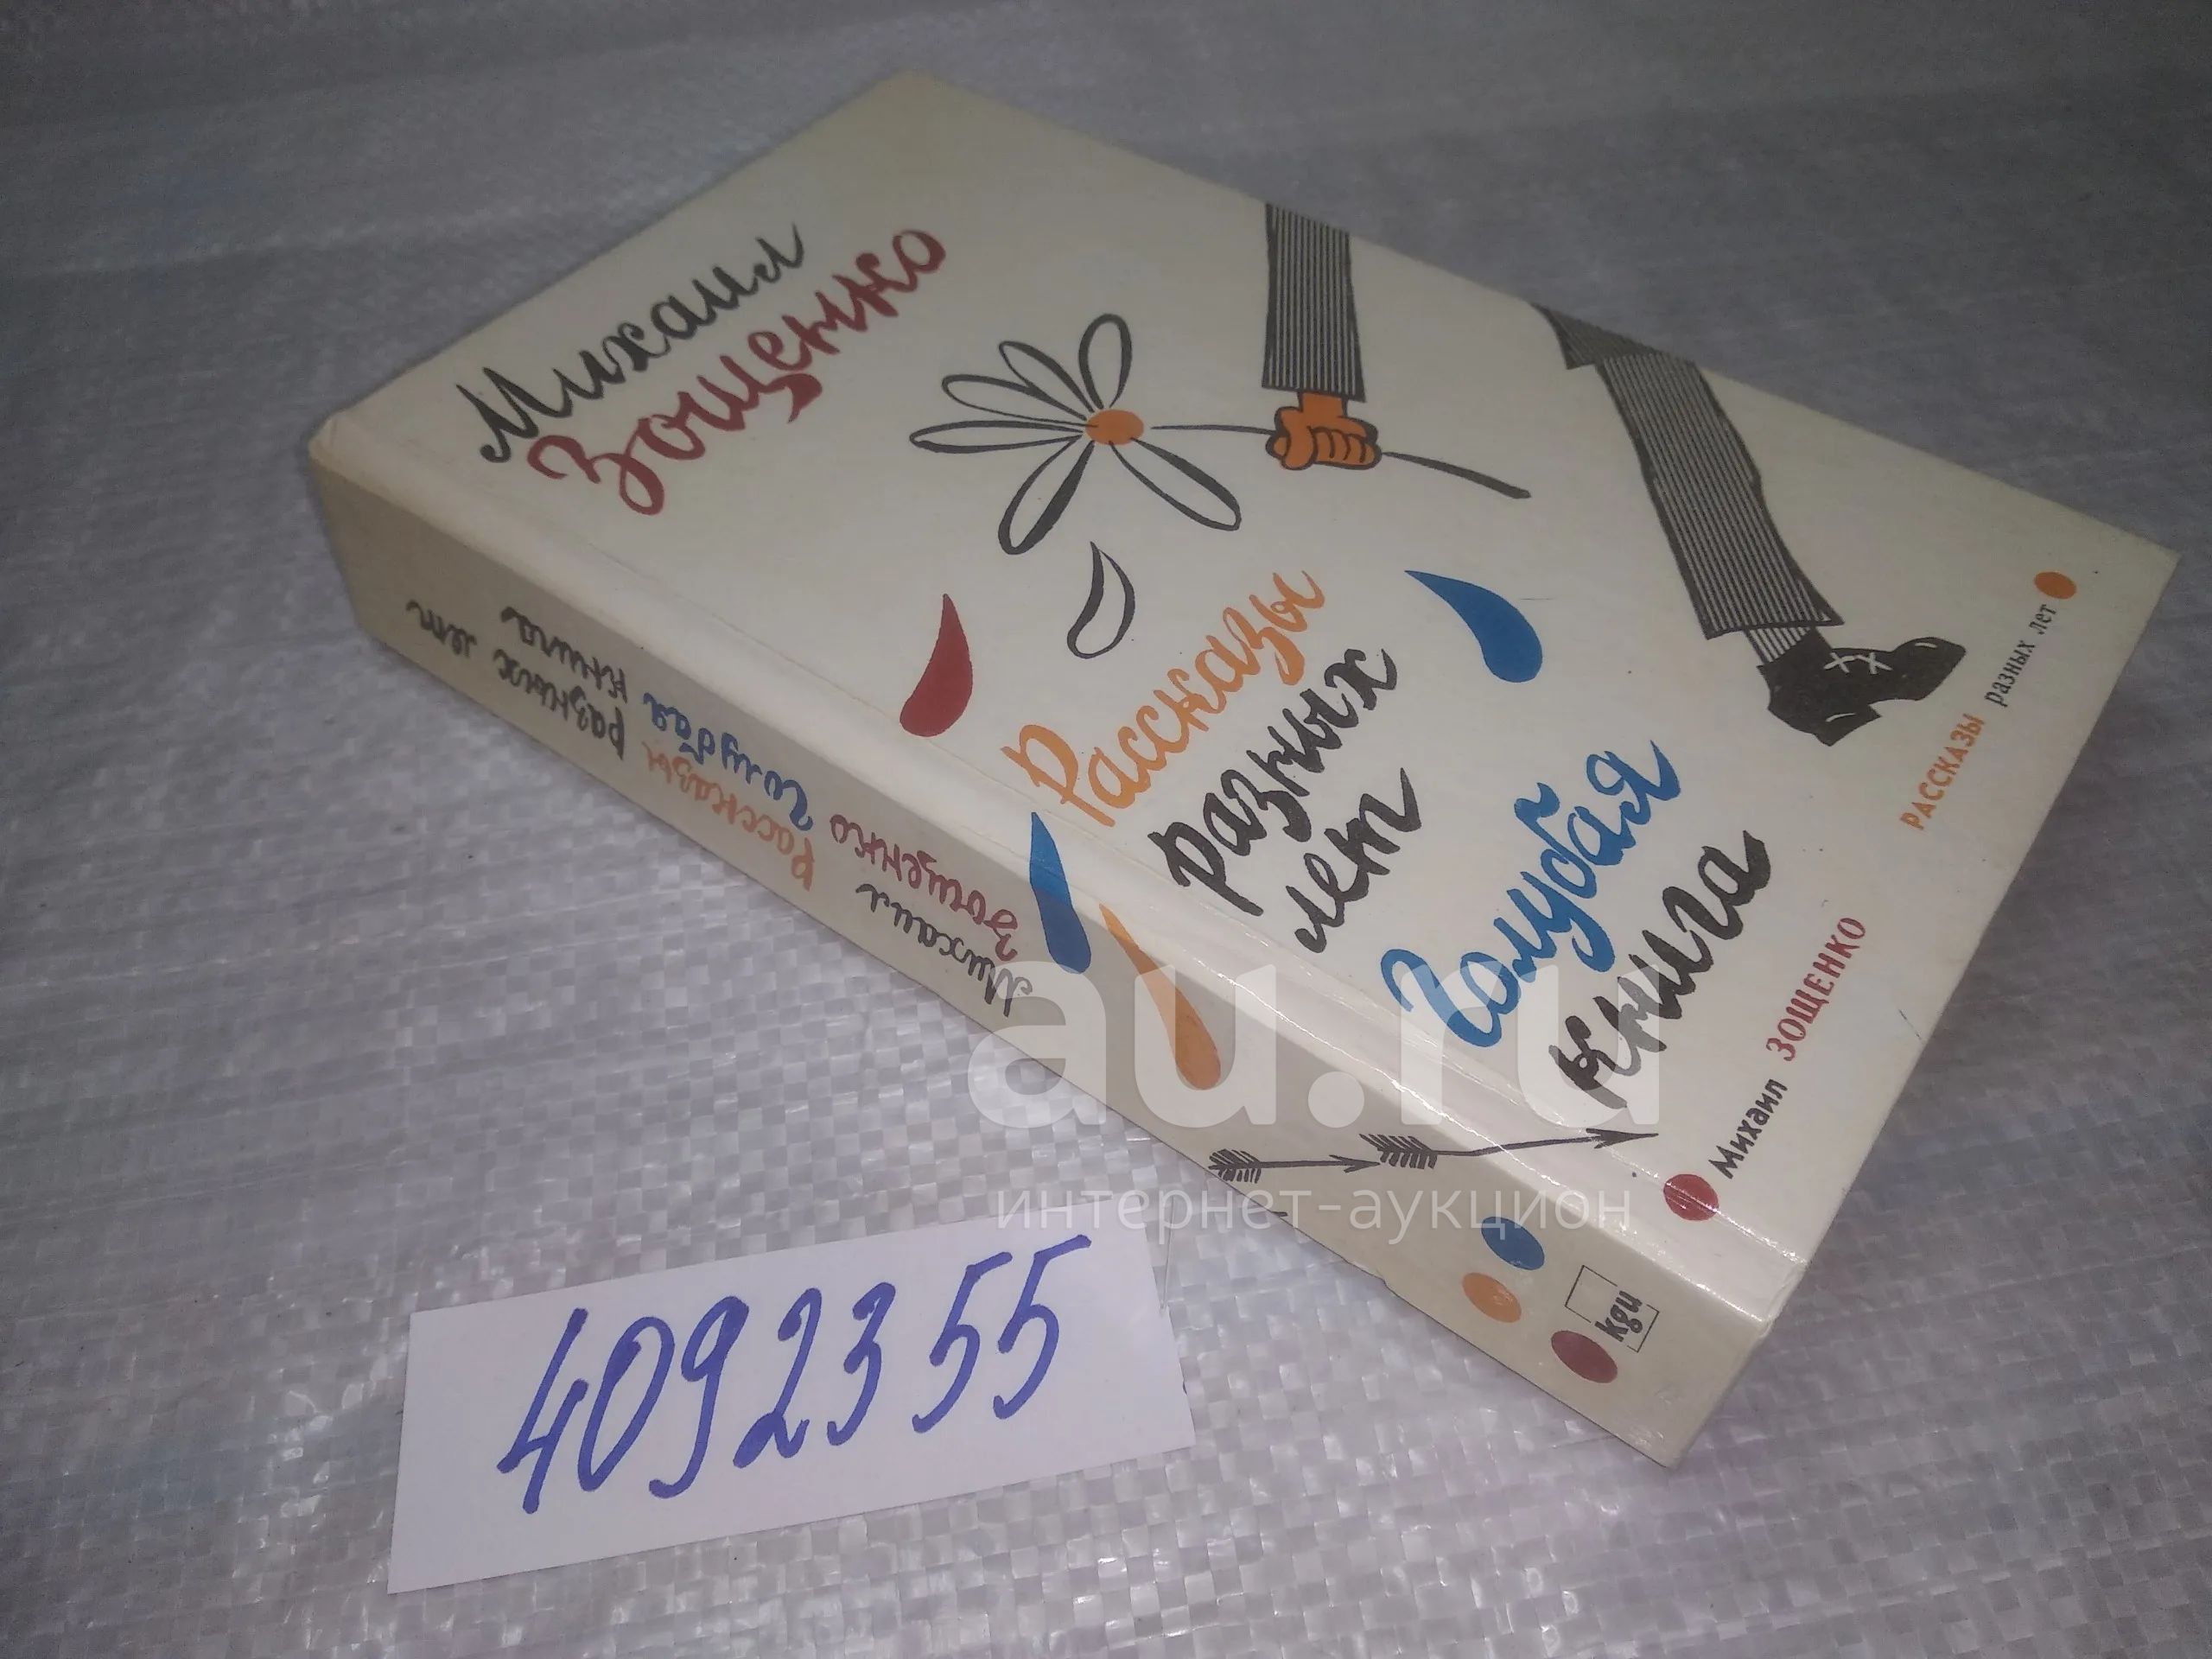 Михаил
Зощенко
Рассказы
разных
лет
Голубая
книга
РАССКАЗЫ разных лет
Михаил ЗОЩЕНКО
Михаил
Зощенко
Рассказы разных лет
Голубая книга
kgu
4092355
au.ru
интернет-аукцион